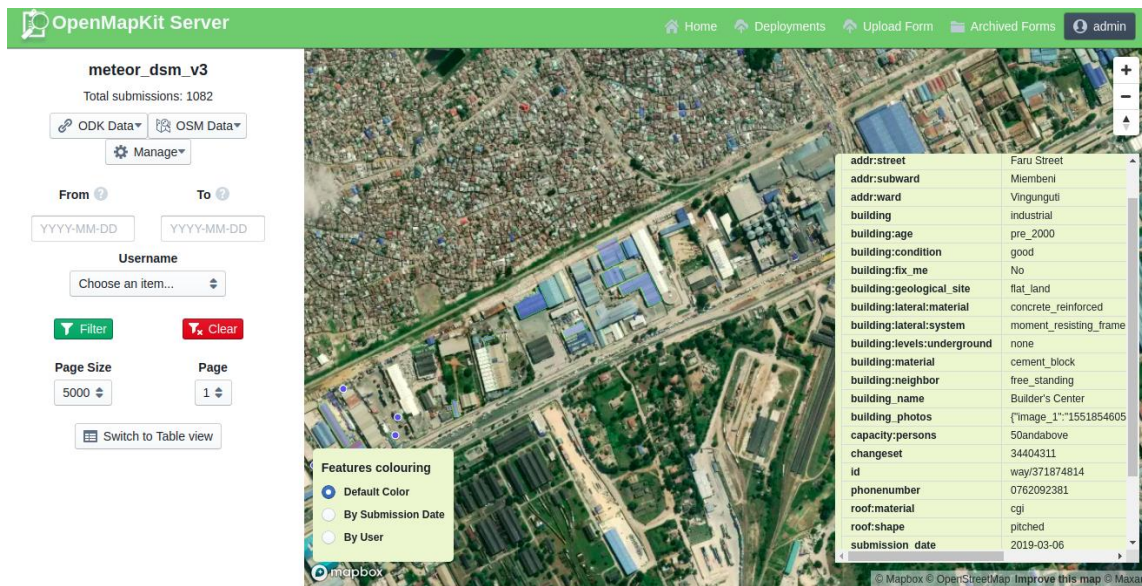 OpenMapKit Server
Home Deployments Upload Form Archived Forms admin
meteor_dsm_v3
Total submissions: 1082
ODK Data OSM Data
Manage
From ? To ?
YYYY-MM-DD YYYY-MM-DD
Username
Choose an item...
Filter Clear
Page Size Page
5000 1
Switch to Table view
+
−
addr:street Faru Street
addr:subward Miembeni
addr:ward Vingunguti
building industrial
building:age pre_2000
building:condition good
building:fix_me No
building:geological_site flat_land
building:lateral:material concrete_reinforced
building:lateral:system moment_resisting_frame
building:levels:underground none
building:material cement_block
building:neighbor free_standing
building_name Builder's Center
building_photos {"image_1":"1551854605
capacity:persons 50andabove
changeset 34404311
id way/371874814
phonenumber 0762092381
roof:material cgi
roof:shape pitched
submission_date 2019-03-06
Features colouring
Default Color
By Submission Date
By User
mapbox
© Mapbox © OpenStreetMap Improve this map © Maxar